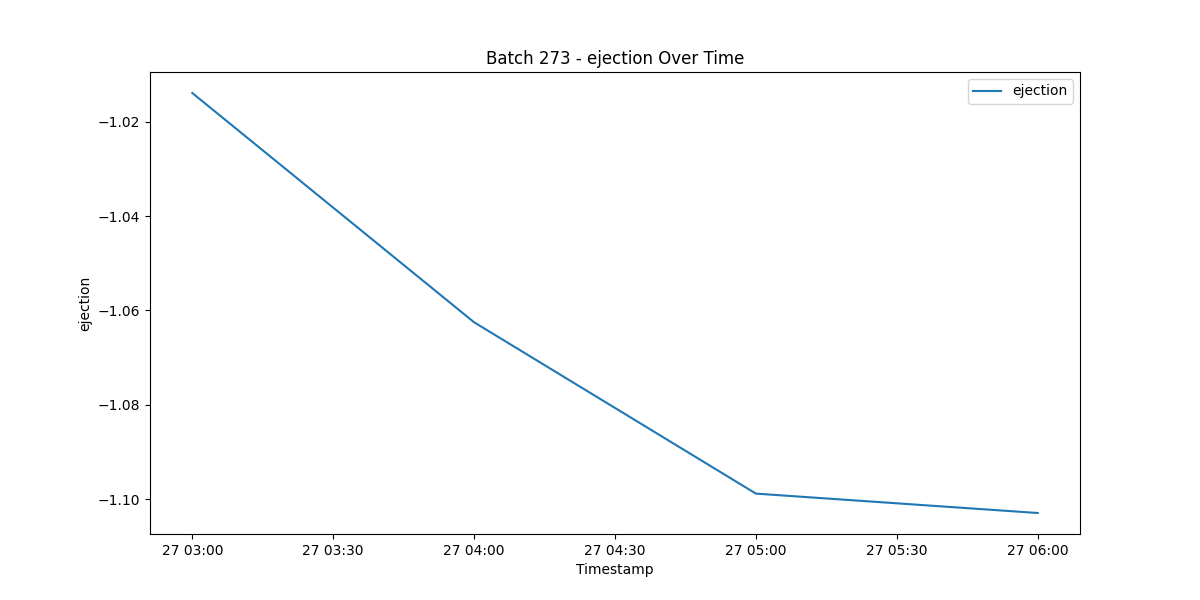 Batch 273 - ejection Over Time
ejection
−1.02
−1.04
−1.06
−1.08
−1.10
ejection
27 03:00 27 03:30 27 04:00 27 04:30 27 05:00 27 05:30 27 06:00
Timestamp